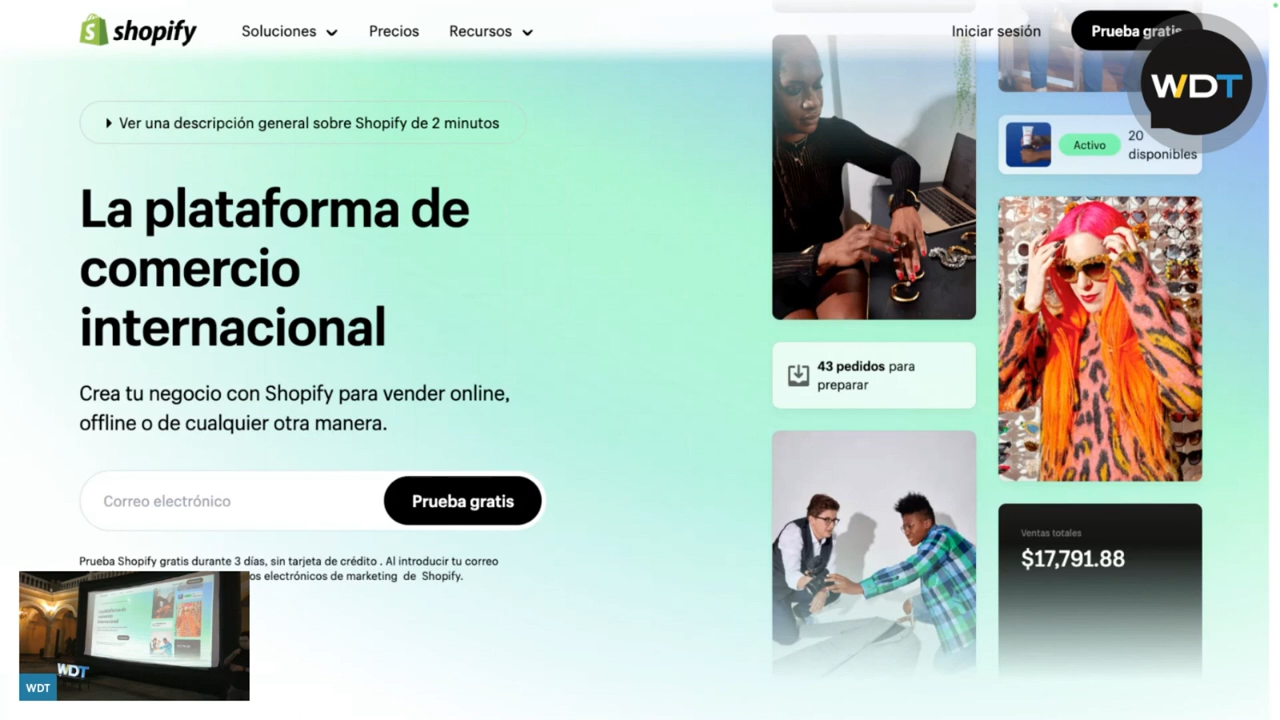 shopify
Soluciones
Precios
Recursos
Iniciar sesión
Prueba gratis
WDT
Ver una descripción general sobre Shopify de 2 minutos
La plataforma de
comercio
internacional
Crea tu negocio con Shopify para vender online,
offline o de cualquier otra manera.
Correo electrónico
Prueba gratis
Prueba Shopify gratis durante 3 días, sin tarjeta de crédito . Al introducir tu correo
os electrónicos de marketing de Shopify.
Activo
20
disponibles
43 pedidos para
preparar
Ventas totales
$17,791.88
WDT
WDT